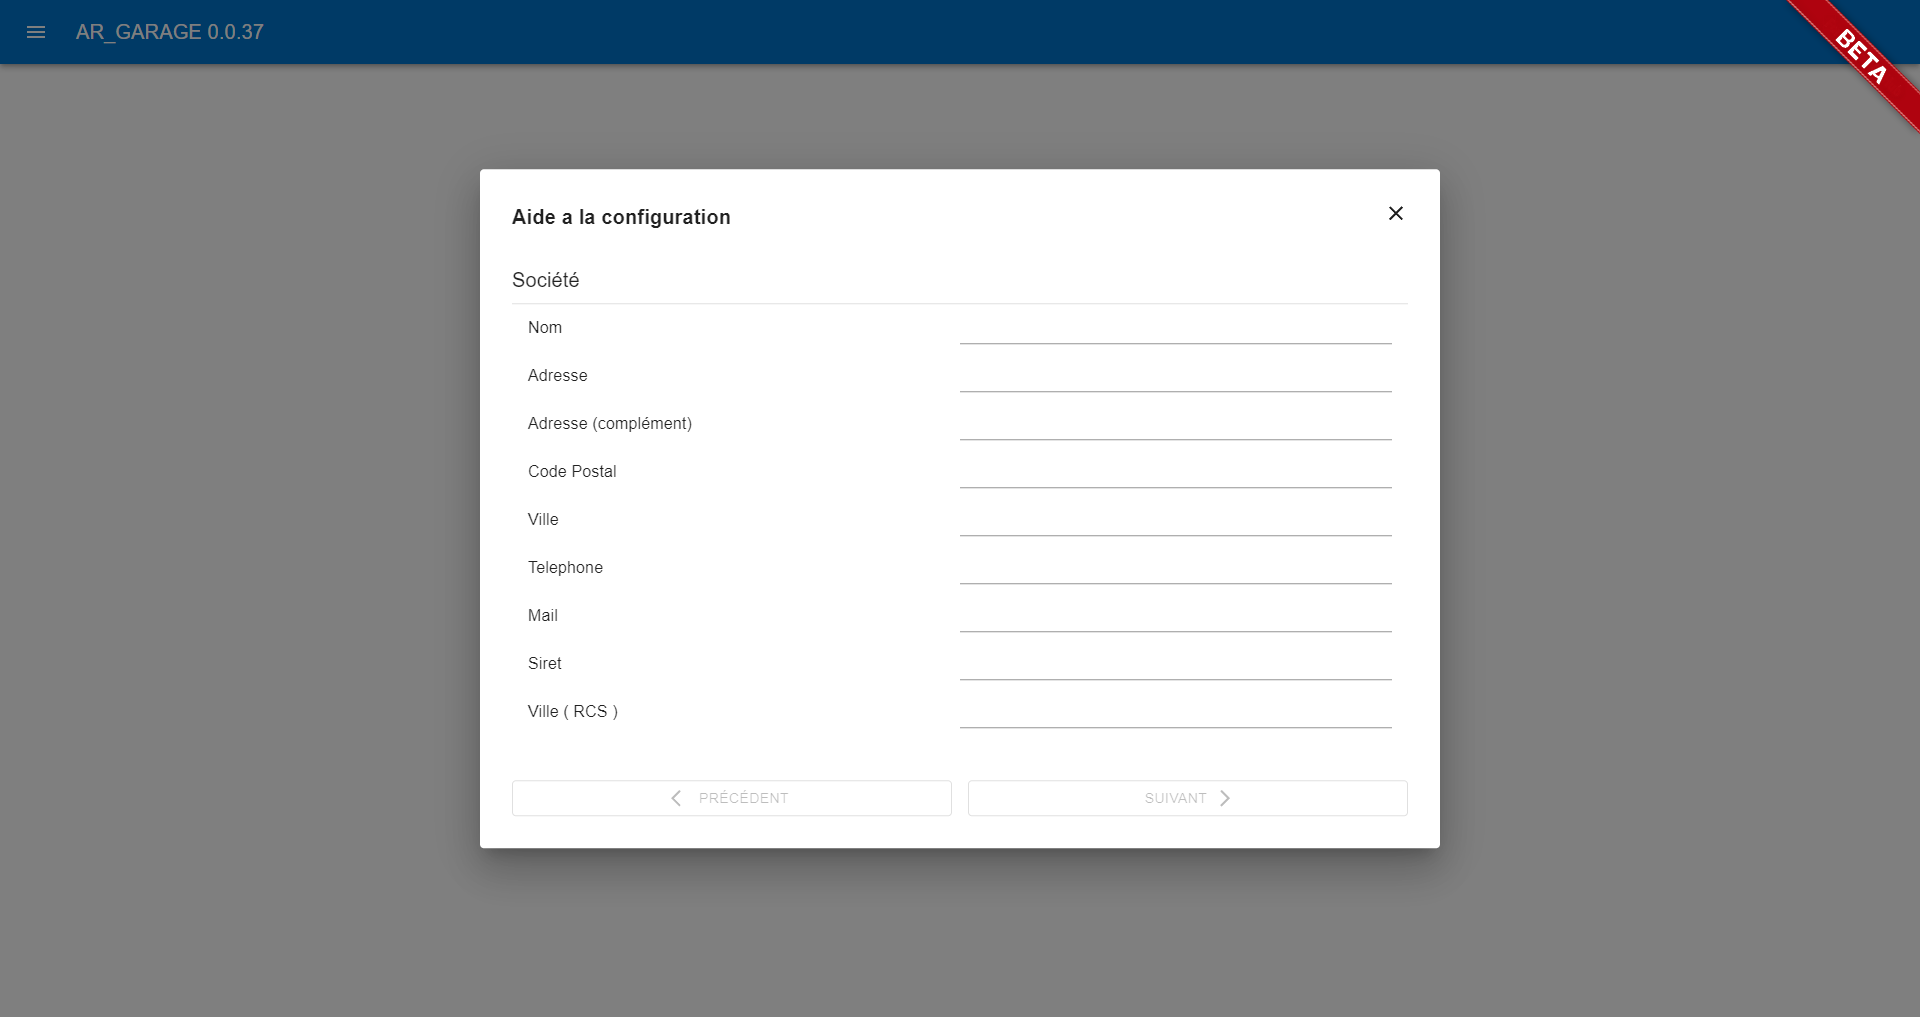 AR_GARAGE 0.0.37
BETA
Aide a la configuration
Société
Nom
Adresse
Adresse (complément)
Code Postal
Ville
Telephone
Mail
Siret
Ville ( RCS )
PRÉCÉDENT
SUIVANT